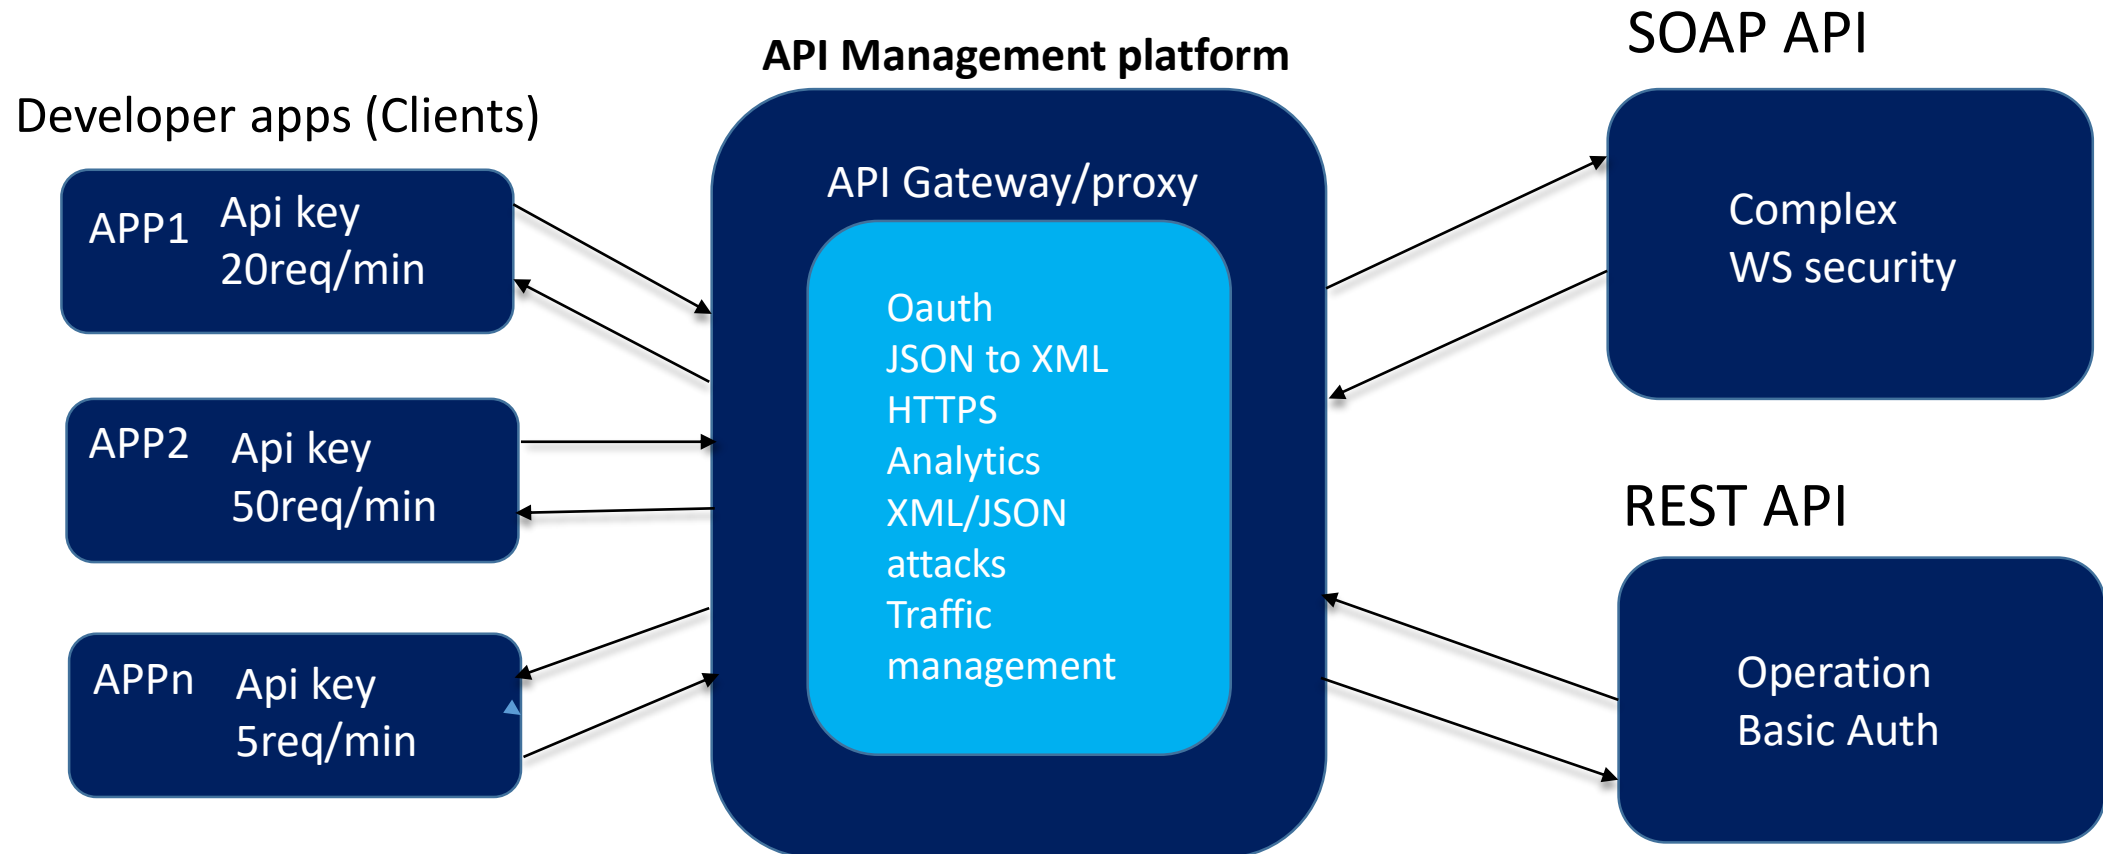 Developer apps (Clients)
APP1
Api key
20req/min
APP2
Api key
50req/min
APPn
Api key
5req/min
API Management platform
API Gateway/proxy
Oauth
JSON to XML
HTTPS
Analytics
XML/JSON
attacks
Traffic
management
SOAP API
Complex
WS security
REST API
Operation
Basic Auth